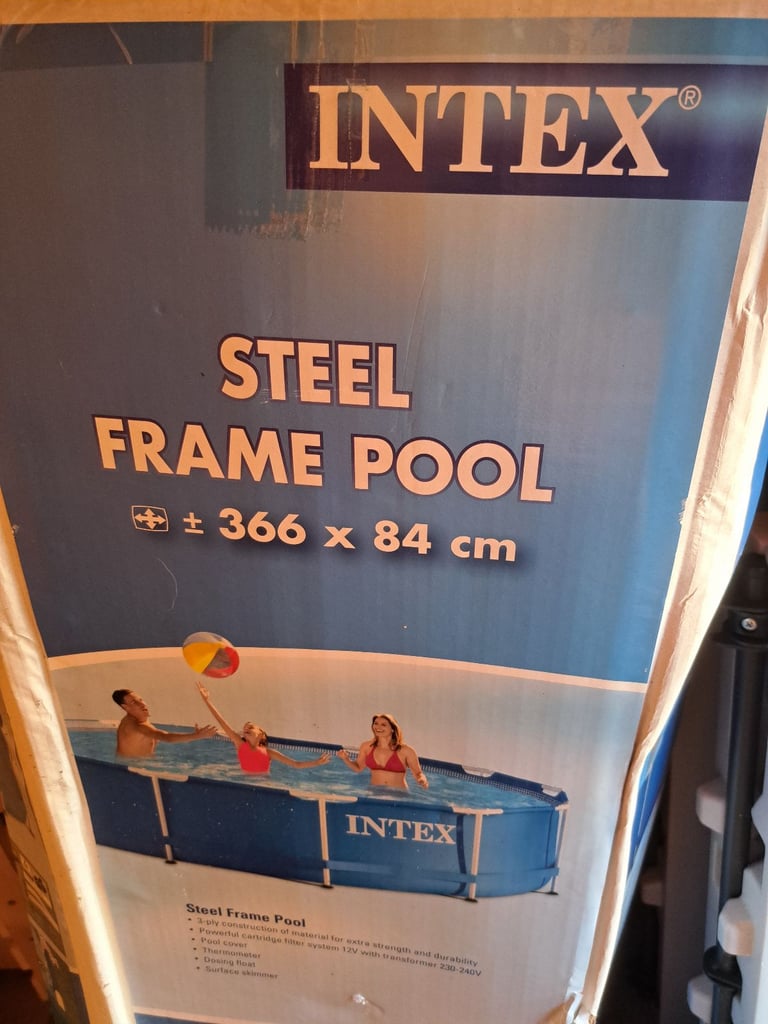 INTEX®
STEEL
FRAME POOL
± 366 x 84 cm
INTEX
Steel Frame Pool
• 3-ply construction of material for extra strength and durability
• Powerful cartridge filter system 12V with transformer 230-240V
• Pool cover
• Thermometer
• Dosing float
• Surface skimmer